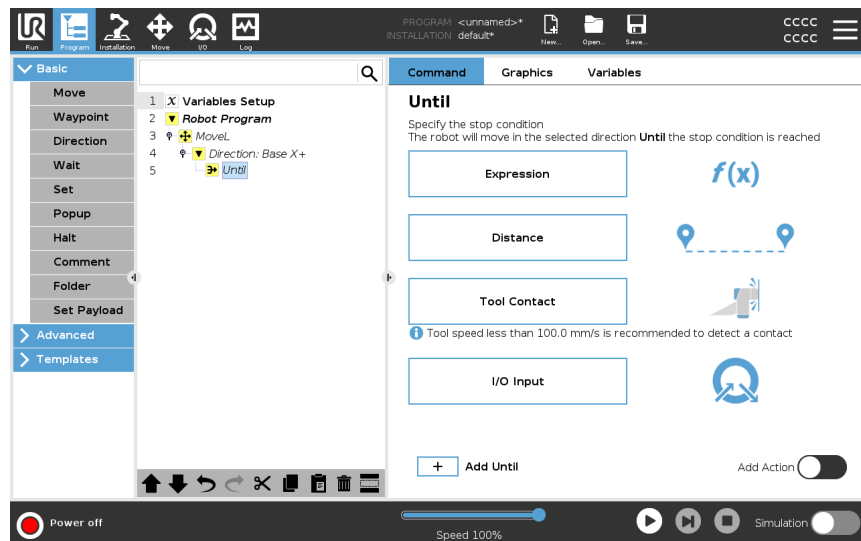 PROGRAM <unnamed>*
INSTALLATION default*
CCCC
CCCC
UR
Run
Program
Installation
Move
I/O
Log
New...
Open...
Save...
Basic
Move
Waypoint
Direction
Wait
Set
Popup
Halt
Comment
Folder
Set Payload
Advanced
Templates
1 X Variables Setup
2 Robot Program
3 MoveL
4 Direction: Base X+
5 Until
Command Graphics Variables
Until
Specify the stop condition
The robot will move in the selected direction Until the stop condition is reached
Expression
f(x)
Distance
Tool Contact
Tool speed less than 100.0 mm/s is recommended to detect a contact
I/O Input
+ Add Until
Add Action
Power off
Speed 100%
Simulation